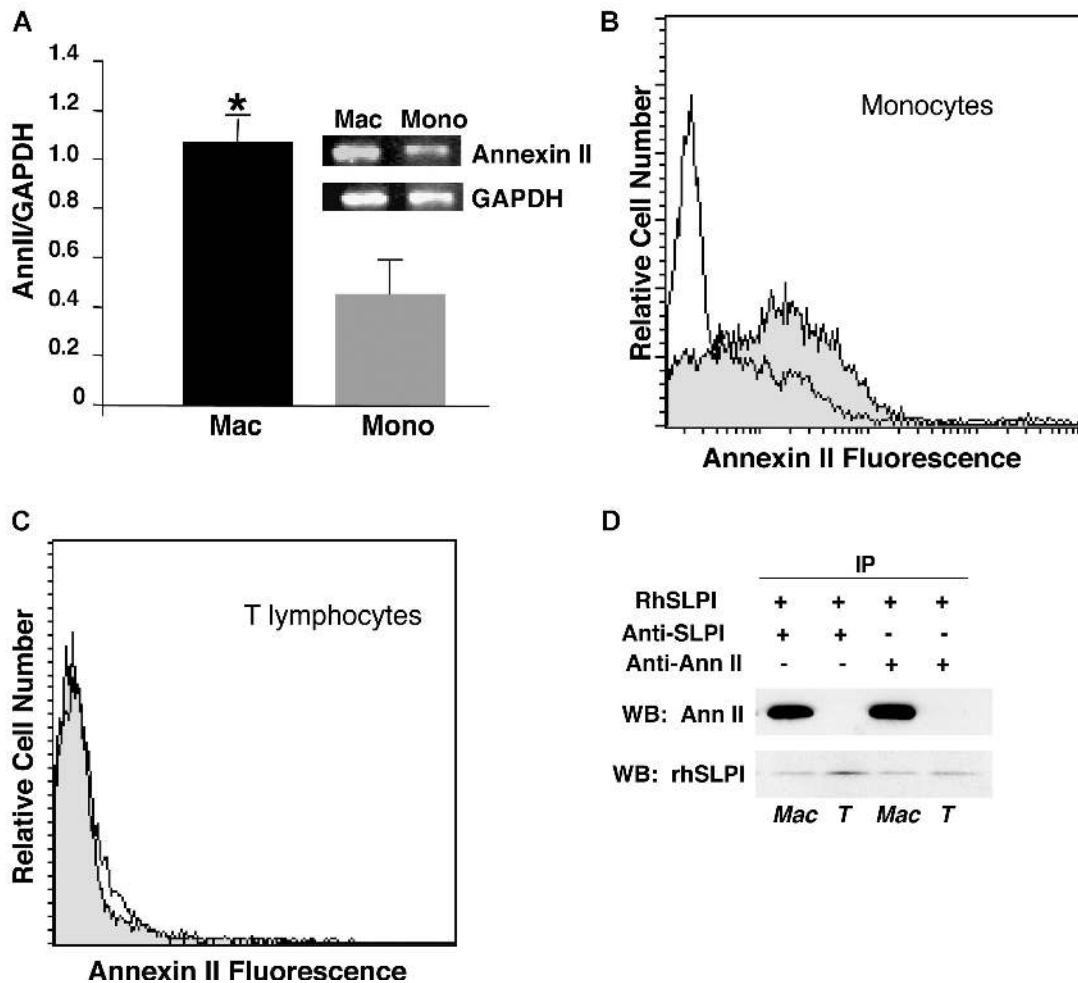 A
AnnII/GAPDH
1.4
1.2
1.0
0.8
0.6
0.4
0.2
0
*
Mac Mono
Annexin II
GAPDH
Mac Mono
B
Relative Cell Number
Monocytes
Annexin II Fluorescence
C
Relative Cell Number
T lymphocytes
Annexin II Fluorescence
D
IP
RhSLPI + + + +
Anti-SLPI + + - -
Anti-Ann II - - + +
WB: Ann II
WB: rhSLPI
Mac T Mac T